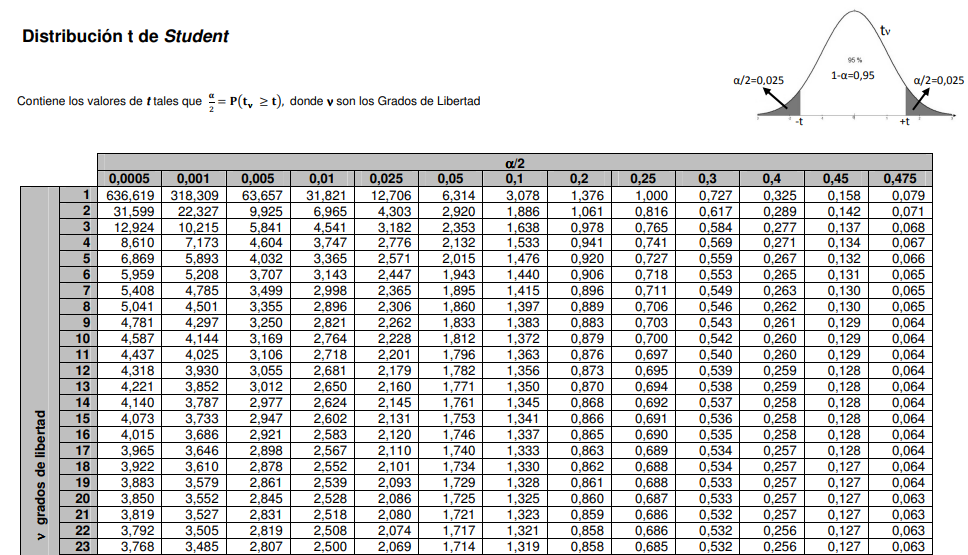 Distribución t de Student
Contiene los valores de t tales que α/2 = P(tᵥ ≥ t), donde ν son los Grados de Libertad
tν
95 %
1-α=0,95
α/2=0,025
α/2=0,025
-t
+t
α/2
0,0005 0,001 0,005 0,01 0,025 0,05 0,1 0,2 0,25 0,3 0,4 0,45 0,475
1 636,619 318,309 63,657 31,821 12,706 6,314 3,078 1,376 1,000 0,727 0,325 0,158 0,079
2 31,599 22,327 9,925 6,965 4,303 2,920 1,886 1,061 0,816 0,617 0,289 0,142 0,071
3 12,924 10,215 5,841 4,541 3,182 2,353 1,638 0,978 0,765 0,584 0,277 0,137 0,068
4 8,610 7,173 4,604 3,747 2,776 2,132 1,533 0,941 0,741 0,569 0,271 0,134 0,067
5 6,869 5,893 4,032 3,365 2,571 2,015 1,476 0,920 0,727 0,559 0,267 0,132 0,066
6 5,959 5,208 3,707 3,143 2,447 1,943 1,440 0,906 0,718 0,553 0,265 0,131 0,065
7 5,408 4,785 3,499 2,998 2,365 1,895 1,415 0,896 0,711 0,549 0,263 0,130 0,065
8 5,041 4,501 3,355 2,896 2,306 1,860 1,397 0,889 0,706 0,546 0,262 0,130 0,065
9 4,781 4,297 3,250 2,821 2,262 1,833 1,383 0,883 0,703 0,543 0,261 0,129 0,064
10 4,587 4,144 3,169 2,764 2,228 1,812 1,372 0,879 0,700 0,542 0,260 0,129 0,064
11 4,437 4,025 3,106 2,718 2,201 1,796 1,363 0,876 0,697 0,540 0,260 0,129 0,064
12 4,318 3,930 3,055 2,681 2,179 1,782 1,356 0,873 0,695 0,539 0,259 0,128 0,064
13 4,221 3,852 3,012 2,650 2,160 1,771 1,350 0,870 0,694 0,538 0,259 0,128 0,064
14 4,140 3,787 2,977 2,624 2,145 1,761 1,345 0,868 0,692 0,537 0,258 0,128 0,064
15 4,073 3,733 2,947 2,602 2,131 1,753 1,341 0,866 0,691 0,536 0,258 0,128 0,064
16 4,015 3,686 2,921 2,583 2,120 1,746 1,337 0,865 0,690 0,535 0,258 0,128 0,064
17 3,965 3,646 2,898 2,567 2,110 1,740 1,333 0,863 0,689 0,534 0,257 0,128 0,064
18 3,922 3,610 2,878 2,552 2,101 1,734 1,330 0,862 0,688 0,534 0,257 0,127 0,064
19 3,883 3,579 2,861 2,539 2,093 1,729 1,328 0,861 0,688 0,533 0,257 0,127 0,064
20 3,850 3,552 2,845 2,528 2,086 1,725 1,325 0,860 0,687 0,533 0,257 0,127 0,063
21 3,819 3,527 2,831 2,518 2,080 1,721 1,323 0,859 0,686 0,532 0,257 0,127 0,063
22 3,792 3,505 2,819 2,508 2,074 1,717 1,321 0,858 0,686 0,532 0,256 0,127 0,063
23 3,768 3,485 2,807 2,500 2,069 1,714 1,319 0,858 0,685 0,532 0,256 0,127 0,063
ν grados de libertad